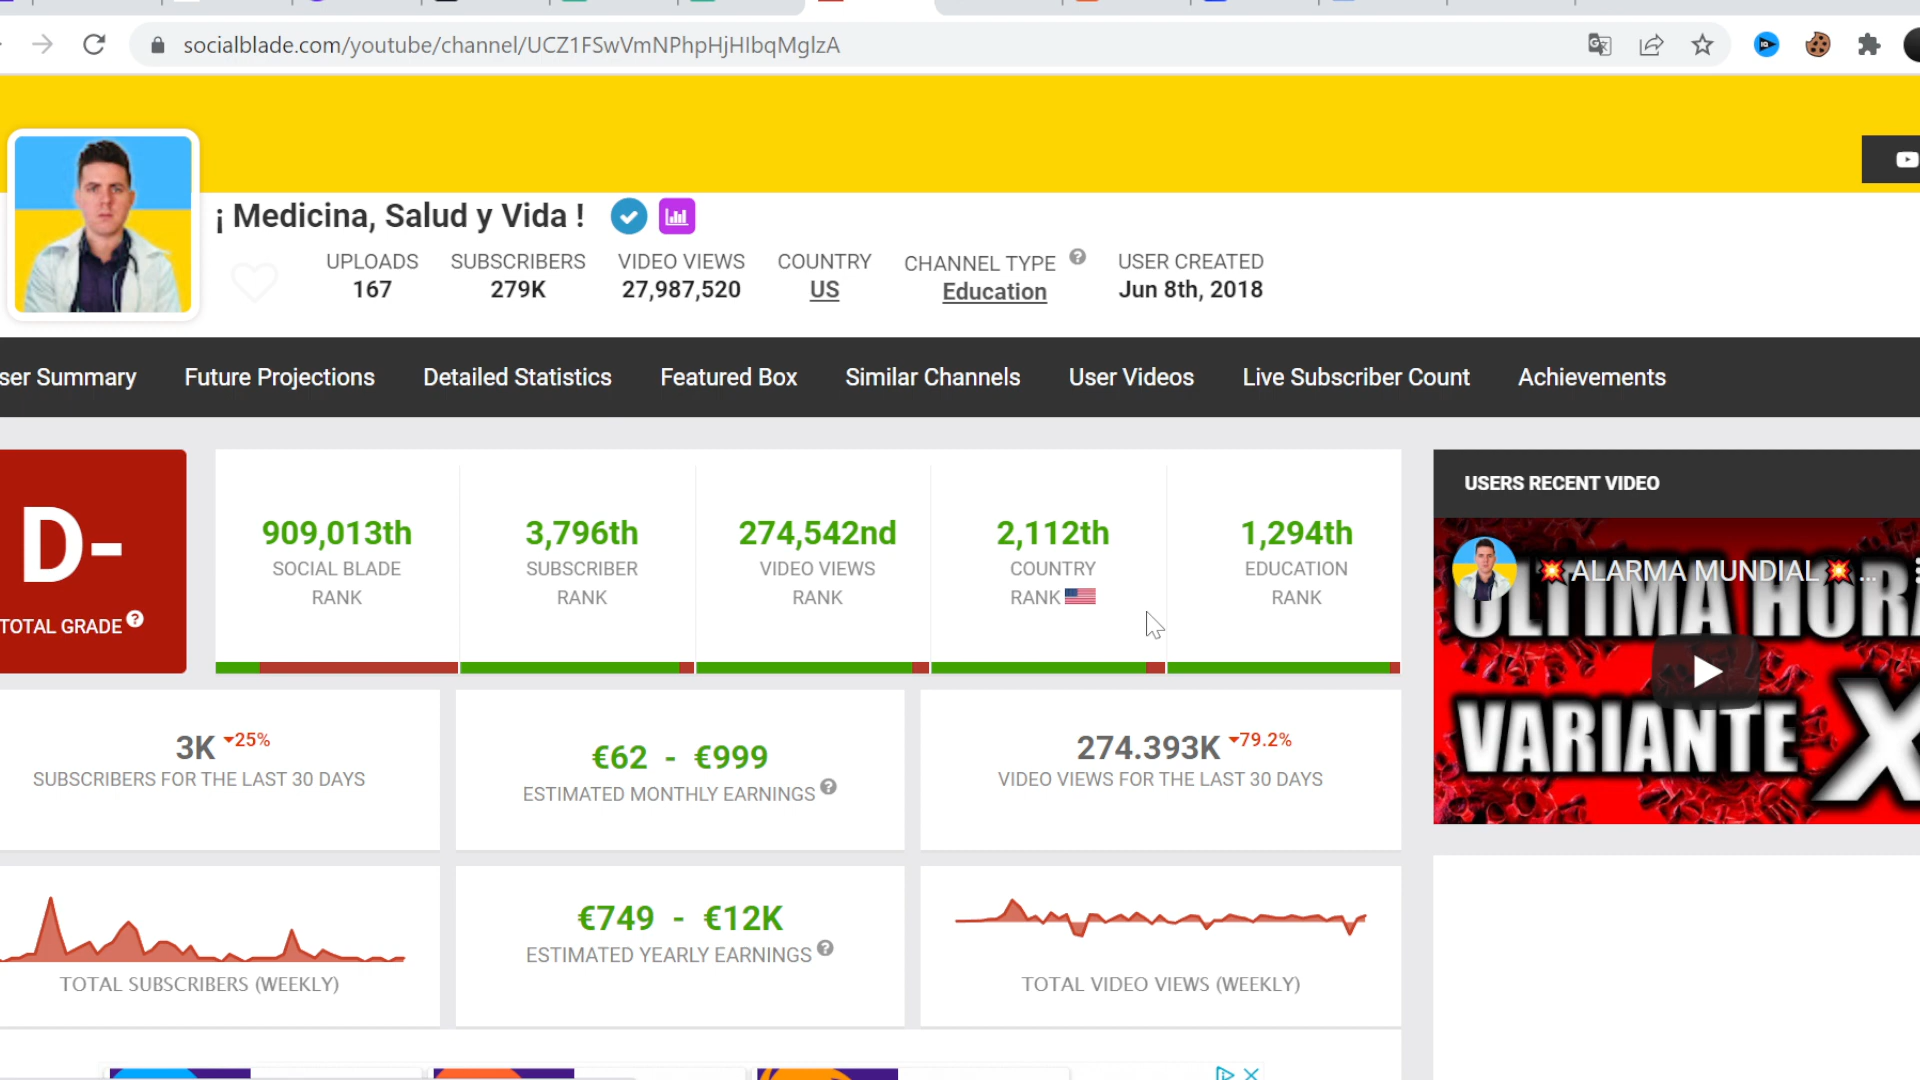 socialblade.com/youtube/channel/UCZ1FSwVmNPhpHjHIbqMglzA
¡ Medicina, Salud y Vida !
UPLOADS
167
SUBSCRIBERS
279K
VIDEO VIEWS
27,987,520
COUNTRY
US
CHANNEL TYPE
Education
USER CREATED
Jun 8th, 2018
ser Summary
Future Projections
Detailed Statistics
Featured Box
Similar Channels
User Videos
Live Subscriber Count
Achievements
D-
TOTAL GRADE
909,013th
SOCIAL BLADE
RANK
3,796th
SUBSCRIBER
RANK
274,542nd
VIDEO VIEWS
RANK
2,112th
COUNTRY
RANK
1,294th
EDUCATION
RANK
USERS RECENT VIDEO
ALARMA MUNDIAL ...
ÚLTIMA HORA
VARIANTE X
3K 25%
SUBSCRIBERS FOR THE LAST 30 DAYS
€62 - €999
ESTIMATED MONTHLY EARNINGS
274.393K 79.2%
VIDEO VIEWS FOR THE LAST 30 DAYS
TOTAL SUBSCRIBERS (WEEKLY)
€749 - €12K
ESTIMATED YEARLY EARNINGS
TOTAL VIDEO VIEWS (WEEKLY)